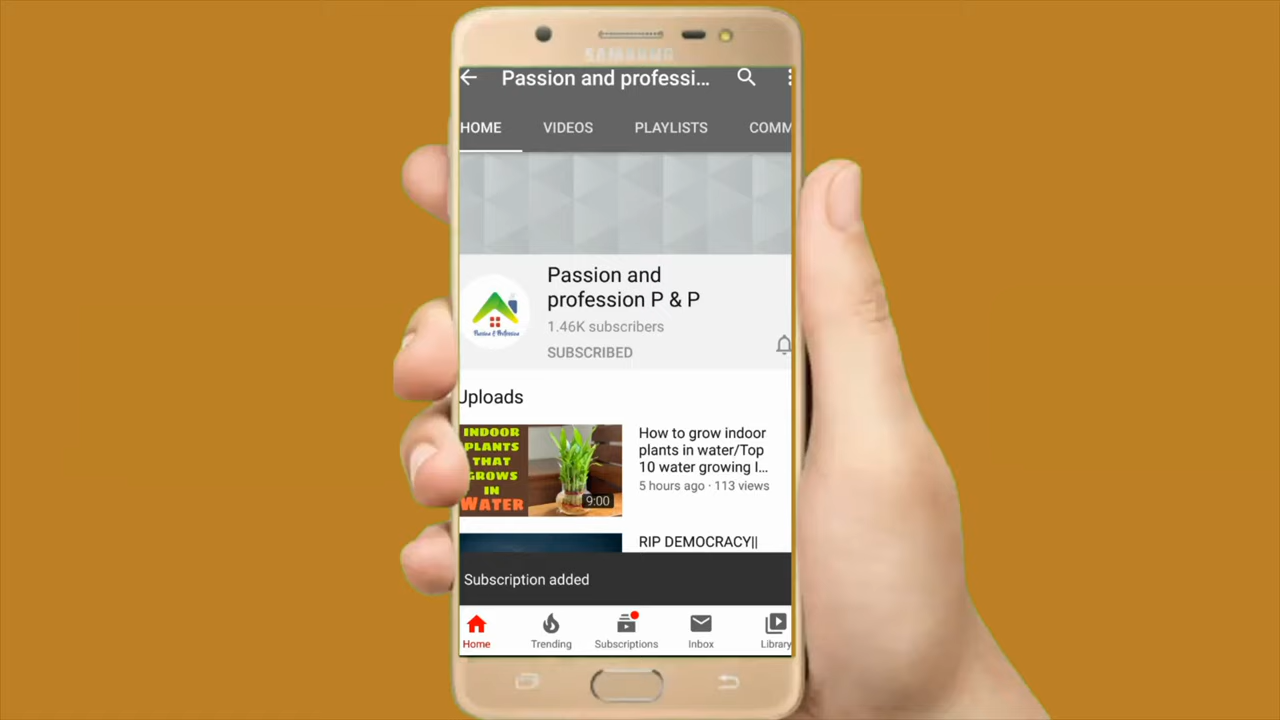 SAMSUNG
Passion and professi...
HOME VIDEOS PLAYLISTS COMM
Passion and
profession P & P
1.46K subscribers
SUBSCRIBED
Passion & Profession
Uploads
INDOOR
PLANTS
THAT
GROWS
IN
WATER
9:00
How to grow indoor
plants in water/Top
10 water growing I...
5 hours ago · 113 views
RIP DEMOCRACY||
Subscription added
Home Trending Subscriptions Inbox Library